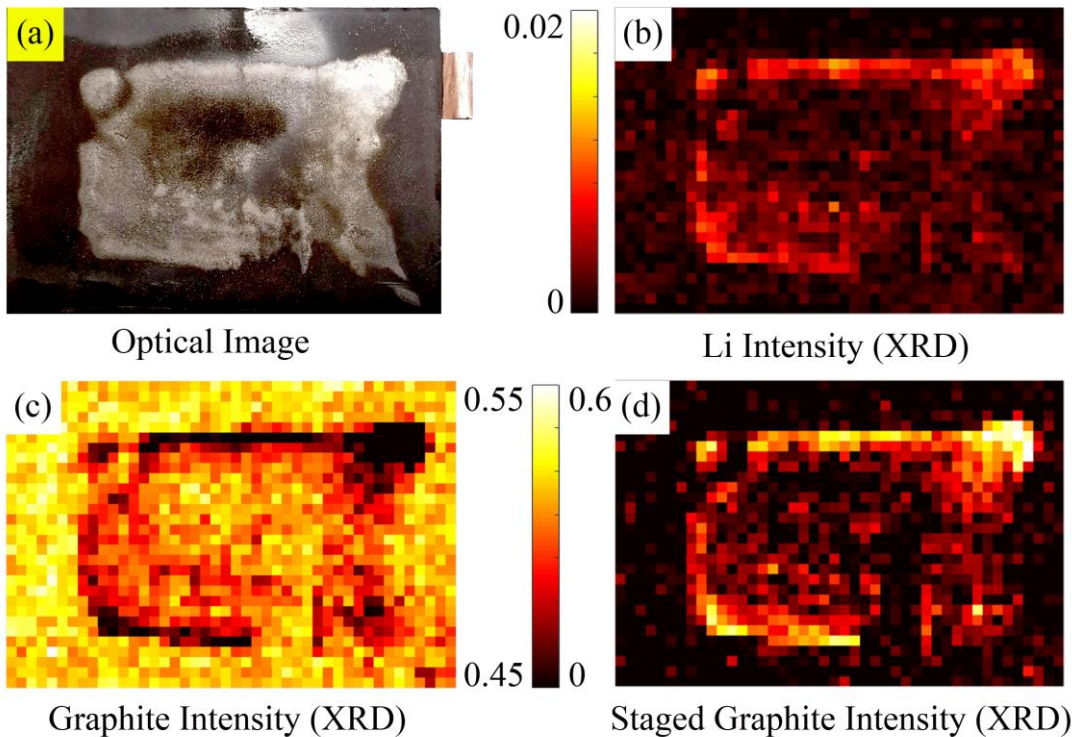 (a)
0.02
0
(b)
Optical Image
Li Intensity (XRD)
(c)
0.55
0.45
0.6
0
(d)
Graphite Intensity (XRD)
Staged Graphite Intensity (XRD)